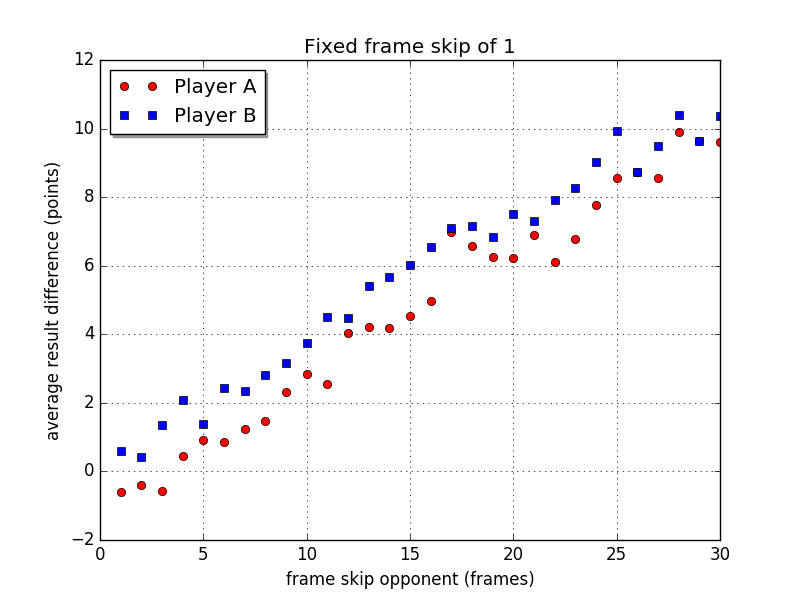 Fixed frame skip of 1
Player A
Player B
average result difference (points)
12
10
8
6
4
2
0
−2
0 5 10 15 20 25 30
frame skip opponent (frames)